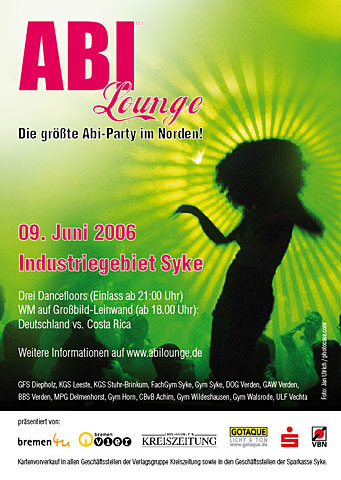 ABI
TM
Lounge
Die größte Abi-Party im Norden!
09. Juni 2006
Industriegebiet Syke
Drei Dancefloors (Einlass ab 21:00 Uhr)
WM auf Großbild-Leinwand (ab 18.00 Uhr):
Deutschland vs. Costa Rica
Weitere Informationen auf www.abilounge.de
Foto: Jan Ulrich / photocase.com
GFS Diepholz, KGS Leeste, KGS Stuhr-Brinkum, FachGym Syke, Gym Syke, DOG Verden, GAW Verden,
BBS Verden, MPG Delmenhorst, Gym Horn, CBvB Achim, Gym Wildeshausen, Gym Walsrode, ULF Vechta
präsentiert von:
bremen4u
bremen vier
KREISZEITUNG
GOTAQUE
LICHT & TON
www.gotaque.de
S
VBN
Kartenvorverkauf in allen Geschäftsstellen der Verlagsgruppe Kreiszeitung sowie in den Geschäftsstellen der Sparkasse Syke.